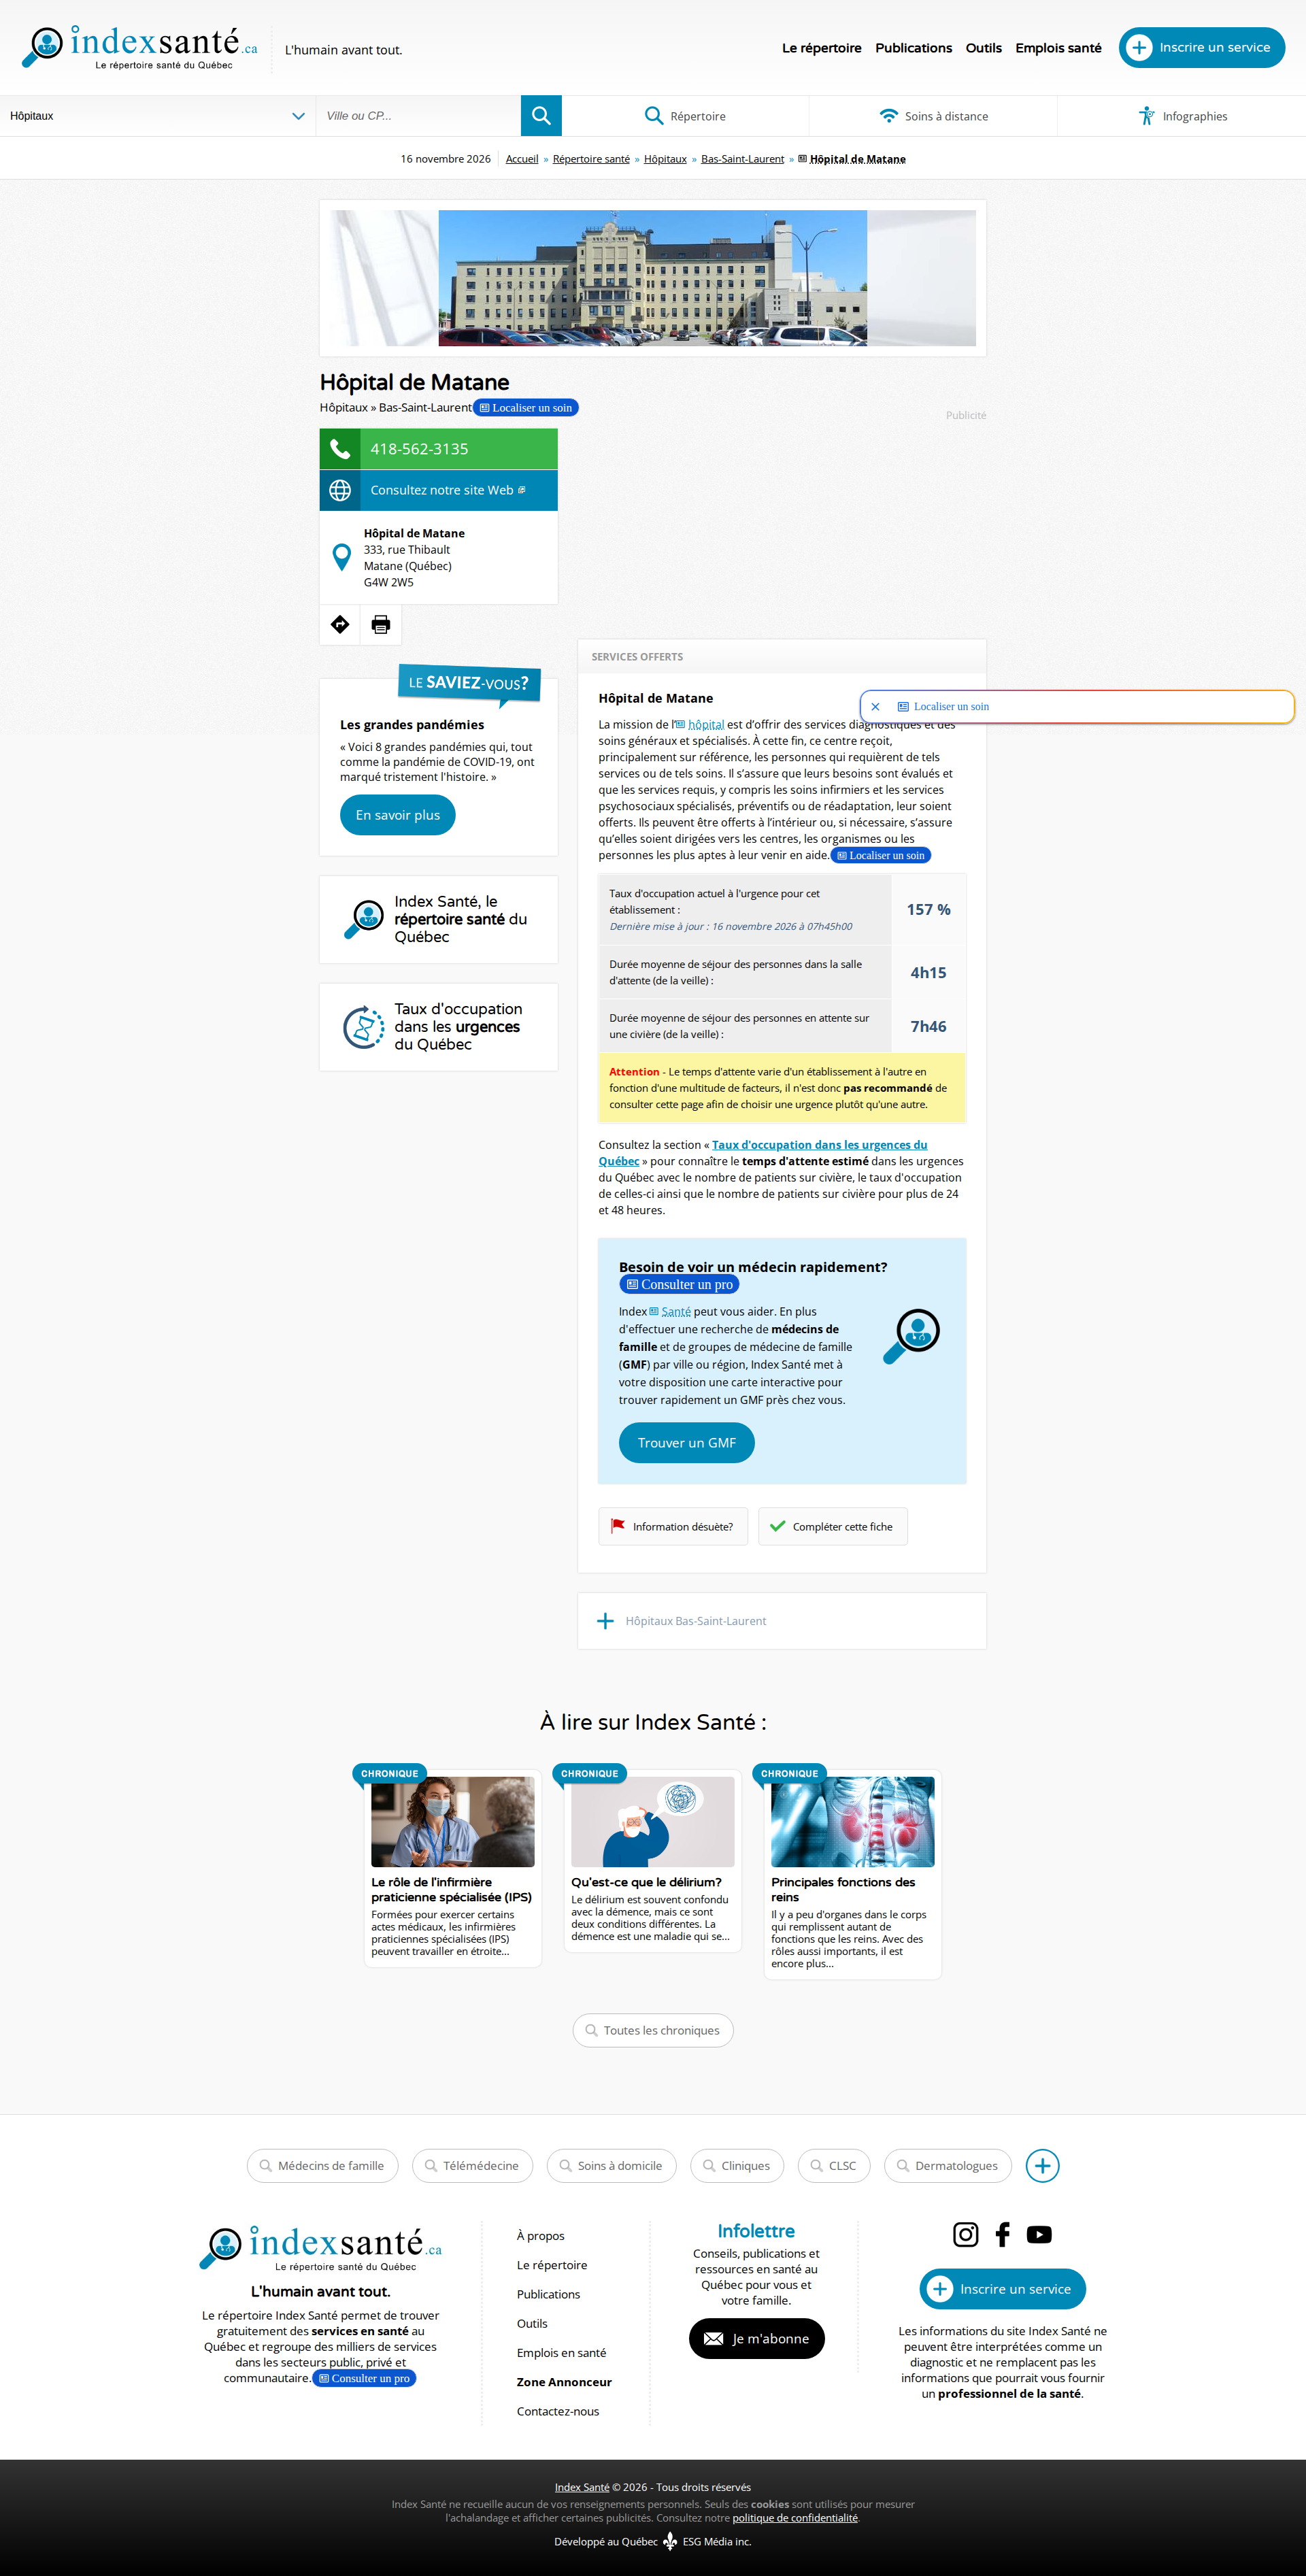 indexsanté.ca
Le répertoire santé du Québec
L'humain avant tout.
Le répertoire
Publications
Outils
Emplois santé
Inscrire un service
Hôpitaux
Ville ou CP...
Répertoire
Soins à distance
Infographies
16 novembre 2026
Accueil » Répertoire santé » Hôpitaux » Bas-Saint-Laurent » Hôpital de Matane
Hôpital de Matane
Hôpitaux » Bas-Saint-Laurent Localiser un soin
Publicité
418-562-3135
Consultez notre site Web
Hôpital de Matane
333, rue Thibault
Matane (Québec)
G4W 2W5
LE SAVIEZ-VOUS?
Les grandes pandémies
« Voici 8 grandes pandémies qui, tout
comme la pandémie de COVID-19, ont
marqué tristement l'histoire. »
En savoir plus
Index Santé, le
répertoire santé du
Québec
Taux d'occupation
dans les urgences
du Québec
SERVICES OFFERTS
Hôpital de Matane
Localiser un soin
La mission de l’hôpital est d’offrir des services diagnostiques et des
soins généraux et spécialisés. À cette fin, ce centre reçoit,
principalement sur référence, les personnes qui requièrent de tels
services ou de tels soins. Il s’assure que leurs besoins sont évalués et
que les services requis, y compris les soins infirmiers et les services
psychosociaux spécialisés, préventifs ou de réadaptation, leur soient
offerts. Ils peuvent être offerts à l’intérieur ou, si nécessaire, s’assure
qu’elles soient dirigées vers les centres, les organismes ou les
personnes les plus aptes à leur venir en aide. Localiser un soin
Taux d'occupation actuel à l'urgence pour cet
établissement :
Dernière mise à jour : 16 novembre 2026 à 07h45h00
157 %
Durée moyenne de séjour des personnes dans la salle
d'attente (de la veille) :
4h15
Durée moyenne de séjour des personnes en attente sur
une civière (de la veille) :
7h46
Attention - Le temps d'attente varie d'un établissement à l'autre en
fonction d'une multitude de facteurs, il n'est donc pas recommandé de
consulter cette page afin de choisir une urgence plutôt qu'une autre.
Consultez la section « Taux d'occupation dans les urgences du
Québec » pour connaître le temps d'attente estimé dans les urgences
du Québec avec le nombre de patients sur civière, le taux d'occupation
de celles-ci ainsi que le nombre de patients sur civière pour plus de 24
et 48 heures.
Besoin de voir un médecin rapidement?
Consulter un pro
Index Santé peut vous aider. En plus
d'effectuer une recherche de médecins de
famille et de groupes de médecine de famille
(GMF) par ville ou région, Index Santé met à
votre disposition une carte interactive pour
trouver rapidement un GMF près chez vous.
Trouver un GMF
Information désuète?
Compléter cette fiche
Hôpitaux Bas-Saint-Laurent
À lire sur Index Santé :
CHRONIQUE
Le rôle de l'infirmière
praticienne spécialisée (IPS)
Formées pour exercer certains
actes médicaux, les infirmières
praticiennes spécialisées (IPS)
peuvent travailler en étroite...
CHRONIQUE
Qu'est-ce que le délirium?
Le délirium est souvent confondu
avec la démence, mais ce sont
deux conditions différentes. La
démence est une maladie qui se...
CHRONIQUE
Principales fonctions des
reins
Il y a peu d'organes dans le corps
qui remplissent autant de
fonctions que les reins. Avec des
rôles aussi importants, il est
encore plus...
Toutes les chroniques
Médecins de famille
Télémédecine
Soins à domicile
Cliniques
CLSC
Dermatologues
indexsanté.ca
Le répertoire santé du Québec
L'humain avant tout.
Le répertoire Index Santé permet de trouver
gratuitement des services en santé au
Québec et regroupe des milliers de services
dans les secteurs public, privé et
communautaire. Consulter un pro
À propos
Le répertoire
Publications
Outils
Emplois en santé
Zone Annonceur
Contactez-nous
Infolettre
Conseils, publications et
ressources en santé au
Québec pour vous et
votre famille.
Je m'abonne
Inscrire un service
Les informations du site Index Santé ne
peuvent être interprétées comme un
diagnostic et ne remplacent pas les
informations que pourrait vous fournir
un professionnel de la santé.
Index Santé © 2026 - Tous droits réservés
Index Santé ne recueille aucun de vos renseignements personnels. Seuls des cookies sont utilisés pour mesurer
l'achalandage et afficher certaines publicités. Consultez notre politique de confidentialité.
Développé au Québec ESG Média inc.